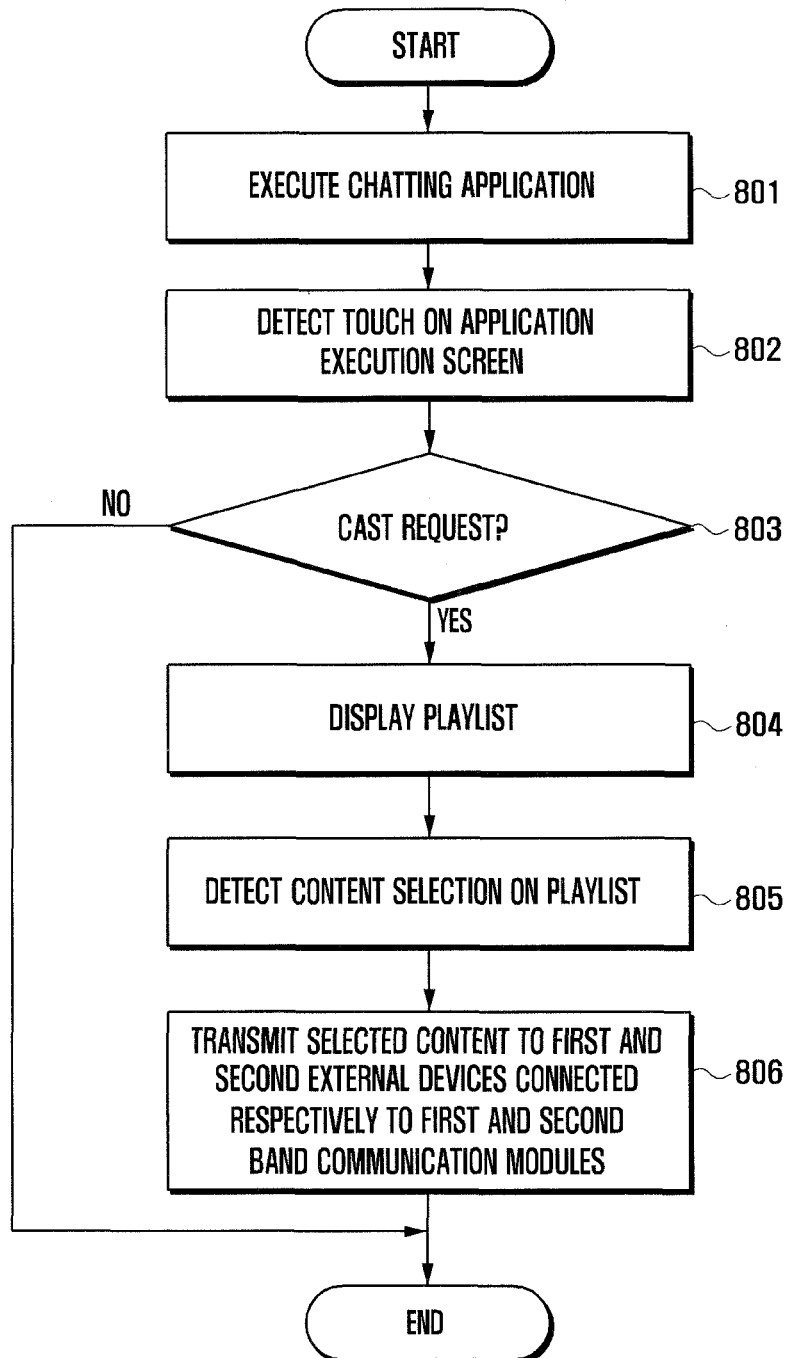 START
EXECUTE CHATTING APPLICATION
801
DETECT TOUCH ON APPLICATION
EXECUTION SCREEN
802
NO
CAST REQUEST?
803
YES
DISPLAY PLAYLIST
804
DETECT CONTENT SELECTION ON PLAYLIST
805
TRANSMIT SELECTED CONTENT TO FIRST AND
SECOND EXTERNAL DEVICES CONNECTED
RESPECTIVELY TO FIRST AND SECOND
BAND COMMUNICATION MODULES
806
END